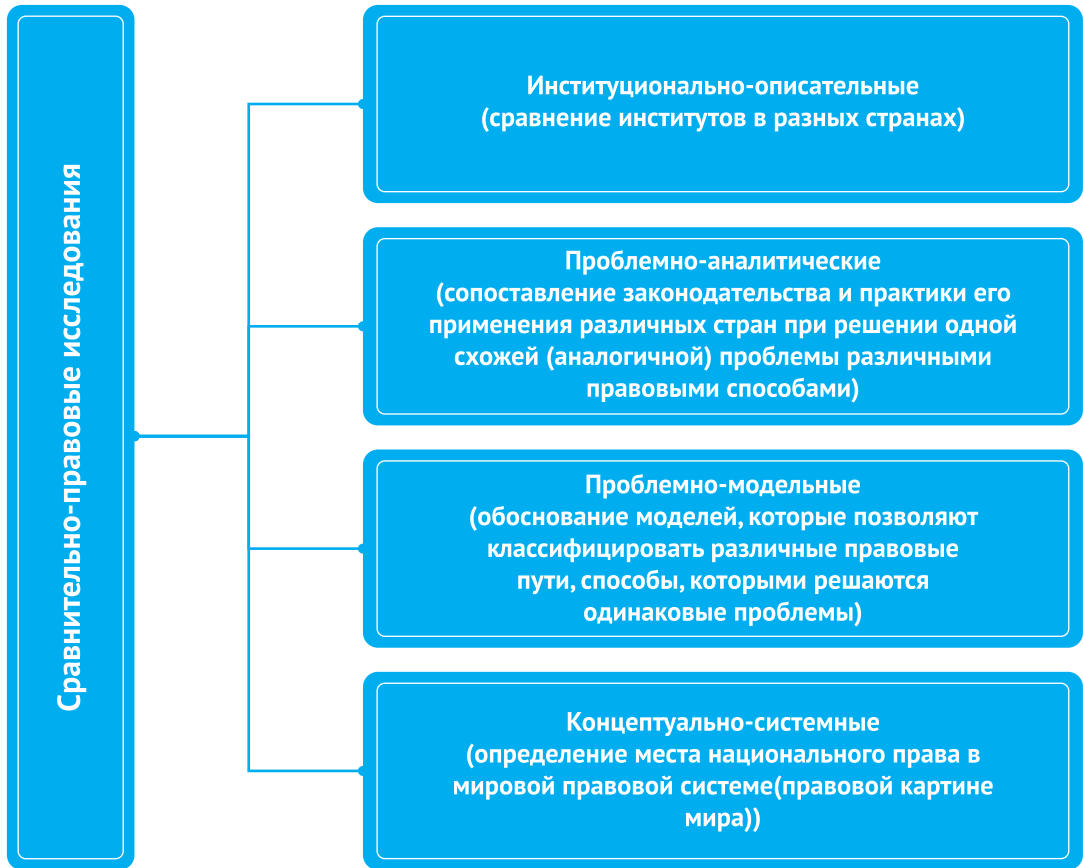 Сравнительно-правовые исследования
Институционально-описательные
(сравнение институтов в разных странах)
Проблемно-аналитические
(сопоставление законодательства и практики его
применения различных стран при решении одной
схожей (аналогичной) проблемы различными
правовыми способами)
Проблемно-модельные
(обоснование моделей, которые позволяют
классифицировать различные правовые
пути, способы, которыми решаются
одинаковые проблемы)
Концептуально-системные
(определение места национального права в
мировой правовой системе(правовой картине
мира))